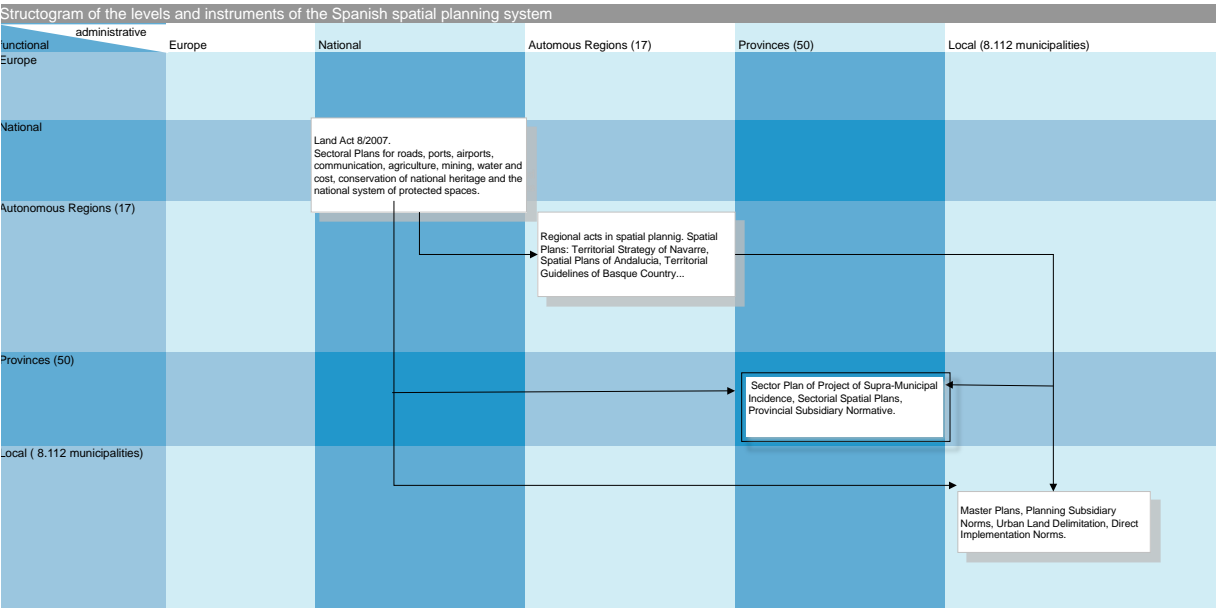 Structogram of the levels and instruments of the Spanish spatial planning system
administrative
functional
Europe
National
Automous Regions (17)
Provinces (50)
Local (8.112 municipalities)
Europe
National
Land Act 8/2007.
Sectoral Plans for roads, ports, airports,
communication, agriculture, mining, water and
cost, conservation of national heritage and the
national system of protected spaces.
Autonomous Regions (17)
Regional acts in spatial plannig. Spatial
Plans: Territorial Strategy of Navarre,
Spatial Plans of Andalucia, Territorial
Guidelines of Basque Country...
Provinces (50)
Sector Plan of Project of Supra-Municipal
Incidence, Sectorial Spatial Plans,
Provincial Subsidiary Normative.
Local ( 8.112 municipalities)
Master Plans, Planning Subsidiary
Norms, Urban Land Delimitation, Direct
Implementation Norms.